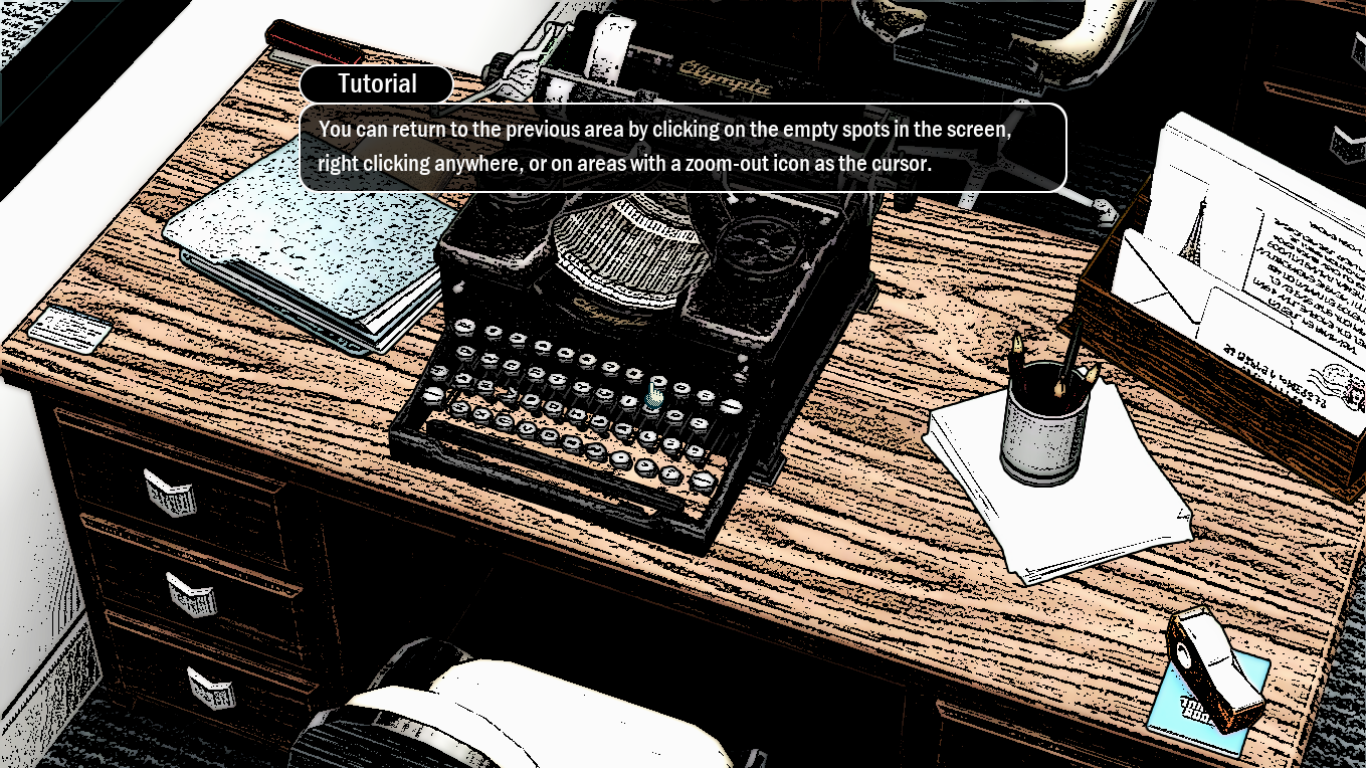 Olympia
Tutorial
You can return to the previous area by clicking on the empty spots in the screen,
right clicking anywhere, or on areas with a zoom-out icon as the cursor.
Olympia